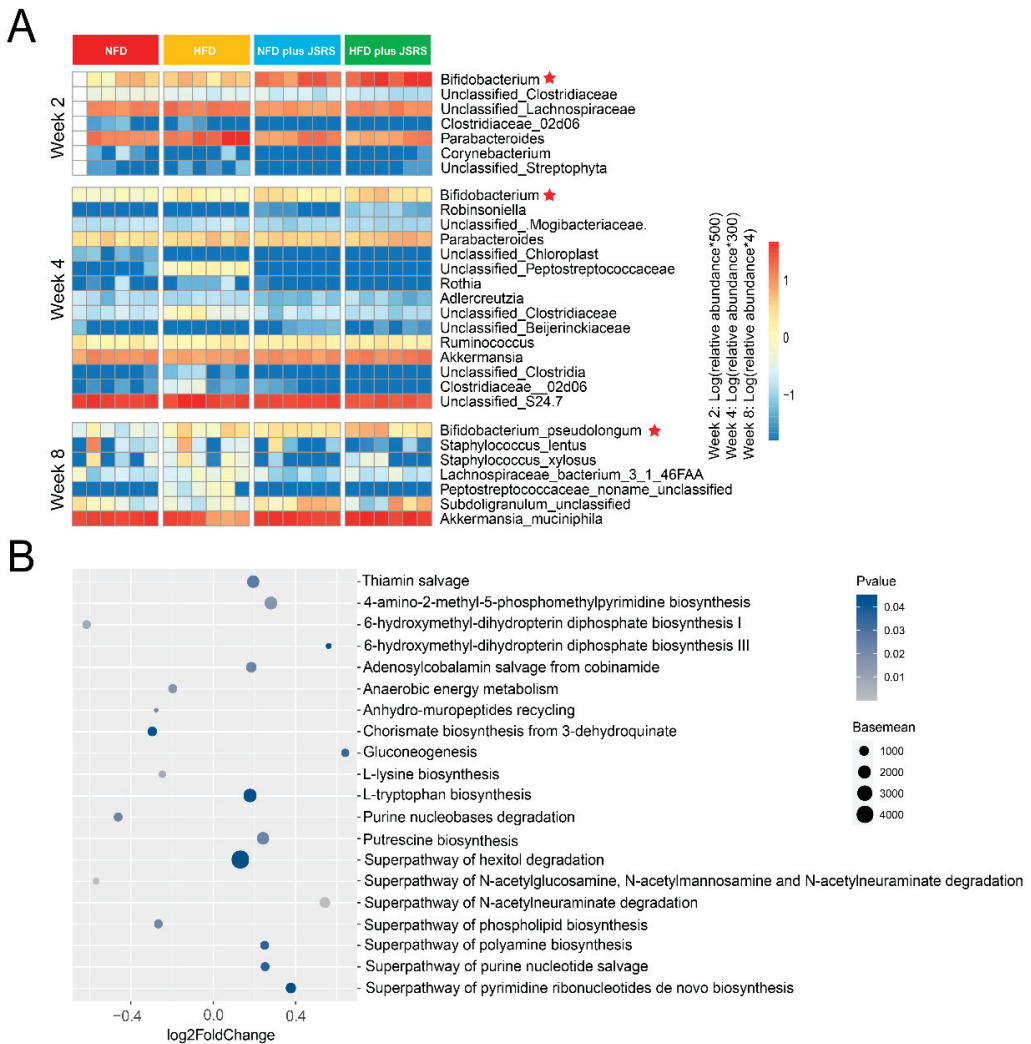 A
NFD
HFD
NFD plus JSRS
HFD plus JSRS
Week 2
Bifidobacterium
Unclassified_Clostridiaceae
Unclassified_Lachnospiraceae
Clostridiaceae_02d06
Parabacteroides
Corynebacterium
Unclassified_Streptophyta
Week 4
Bifidobacterium
Robinsoniella
Unclassified_.Mogibacteriaceae.
Parabacteroides
Unclassified_Chloroplast
Unclassified_Peptostreptococcaceae
Rothia
Adlercreutzia
Unclassified_Clostridiaceae
Unclassified_Beijerinckiaceae
Ruminococcus
Akkermansia
Unclassified_Clostridia
Clostridiaceae__02d06
Unclassified_S24.7
Week 8
Bifidobacterium_pseudolongum
Staphylococcus_lentus
Staphylococcus_xylosus
Lachnospiraceae_bacterium_3_1_46FAA
Peptostreptococcaceae_noname_unclassified
Subdoligranulum_unclassified
Akkermansia_muciniphila
Week 2: Log(relative abundance*500)
Week 4: Log(relative abundance*300)
Week 8: Log(relative abundance*4)
1
0
−1
B
Thiamin salvage
4-amino-2-methyl-5-phosphomethylpyrimidine biosynthesis
6-hydroxymethyl-dihydropterin diphosphate biosynthesis I
6-hydroxymethyl-dihydropterin diphosphate biosynthesis III
Adenosylcobalamin salvage from cobinamide
Anaerobic energy metabolism
Anhydro-muropeptides recycling
Chorismate biosynthesis from 3-dehydroquinate
Gluconeogenesis
L-lysine biosynthesis
L-tryptophan biosynthesis
Purine nucleobases degradation
Putrescine biosynthesis
Superpathway of hexitol degradation
Superpathway of N-acetylglucosamine, N-acetylmannosamine and N-acetylneuraminate degradation
Superpathway of N-acetylneuraminate degradation
Superpathway of phospholipid biosynthesis
Superpathway of polyamine biosynthesis
Superpathway of purine nucleotide salvage
Superpathway of pyrimidine ribonucleotides de novo biosynthesis
−0.4
0.0
0.4
log2FoldChange
Pvalue
0.04
0.03
0.02
0.01
Basemean
1000
2000
3000
4000